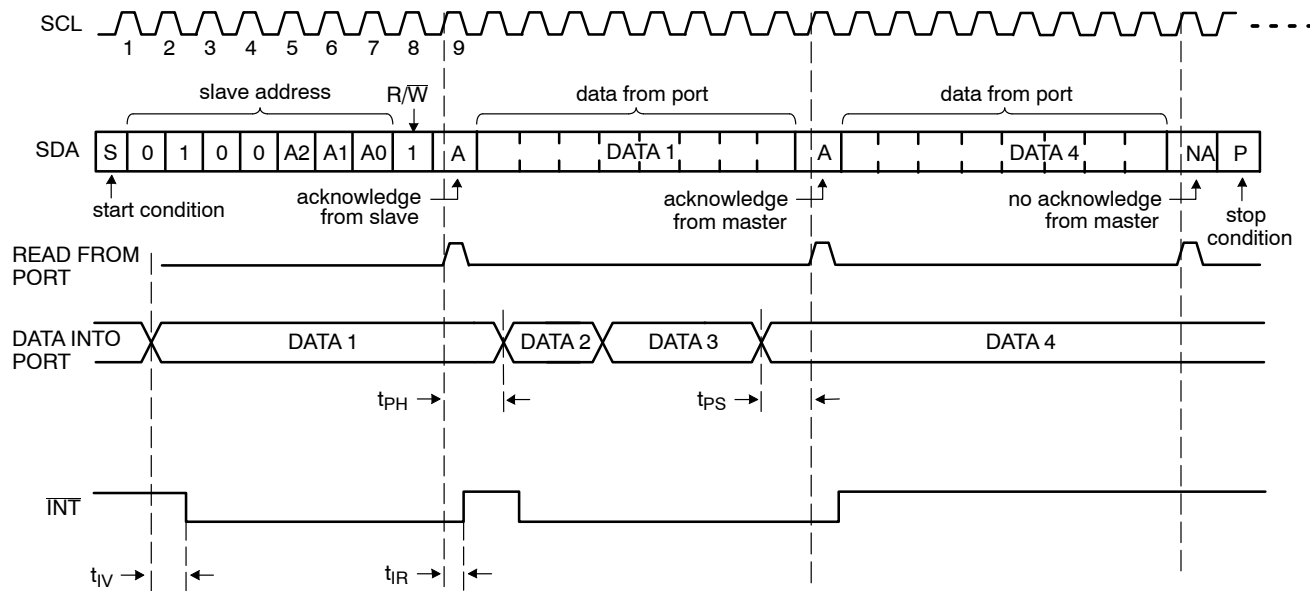 SCL
1 2 3 4 5 6 7 8 9
slave address
R/W̅
data from port
data from port
SDA
S 0 1 0 0 A2 A1 A0 1 A DATA 1 A DATA 4 NA P
start condition
acknowledge
from slave
acknowledge
from master
no acknowledge
from master
stop
condition
READ FROM
PORT
DATA INTO
PORT
DATA 1 DATA 2 DATA 3 DATA 4
tPH
tPS
I̅N̅T̅
tIV
tIR